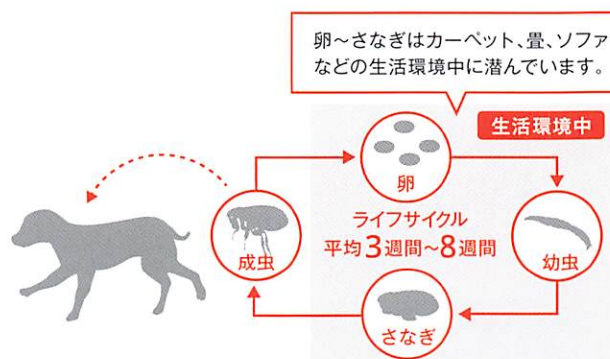 卵～さなぎはカーペット、畳、ソファ
などの生活環境中に潜んでいます。
生活環境中
卵
ライフサイクル
平均3週間～8週間
成虫
幼虫
さなぎ